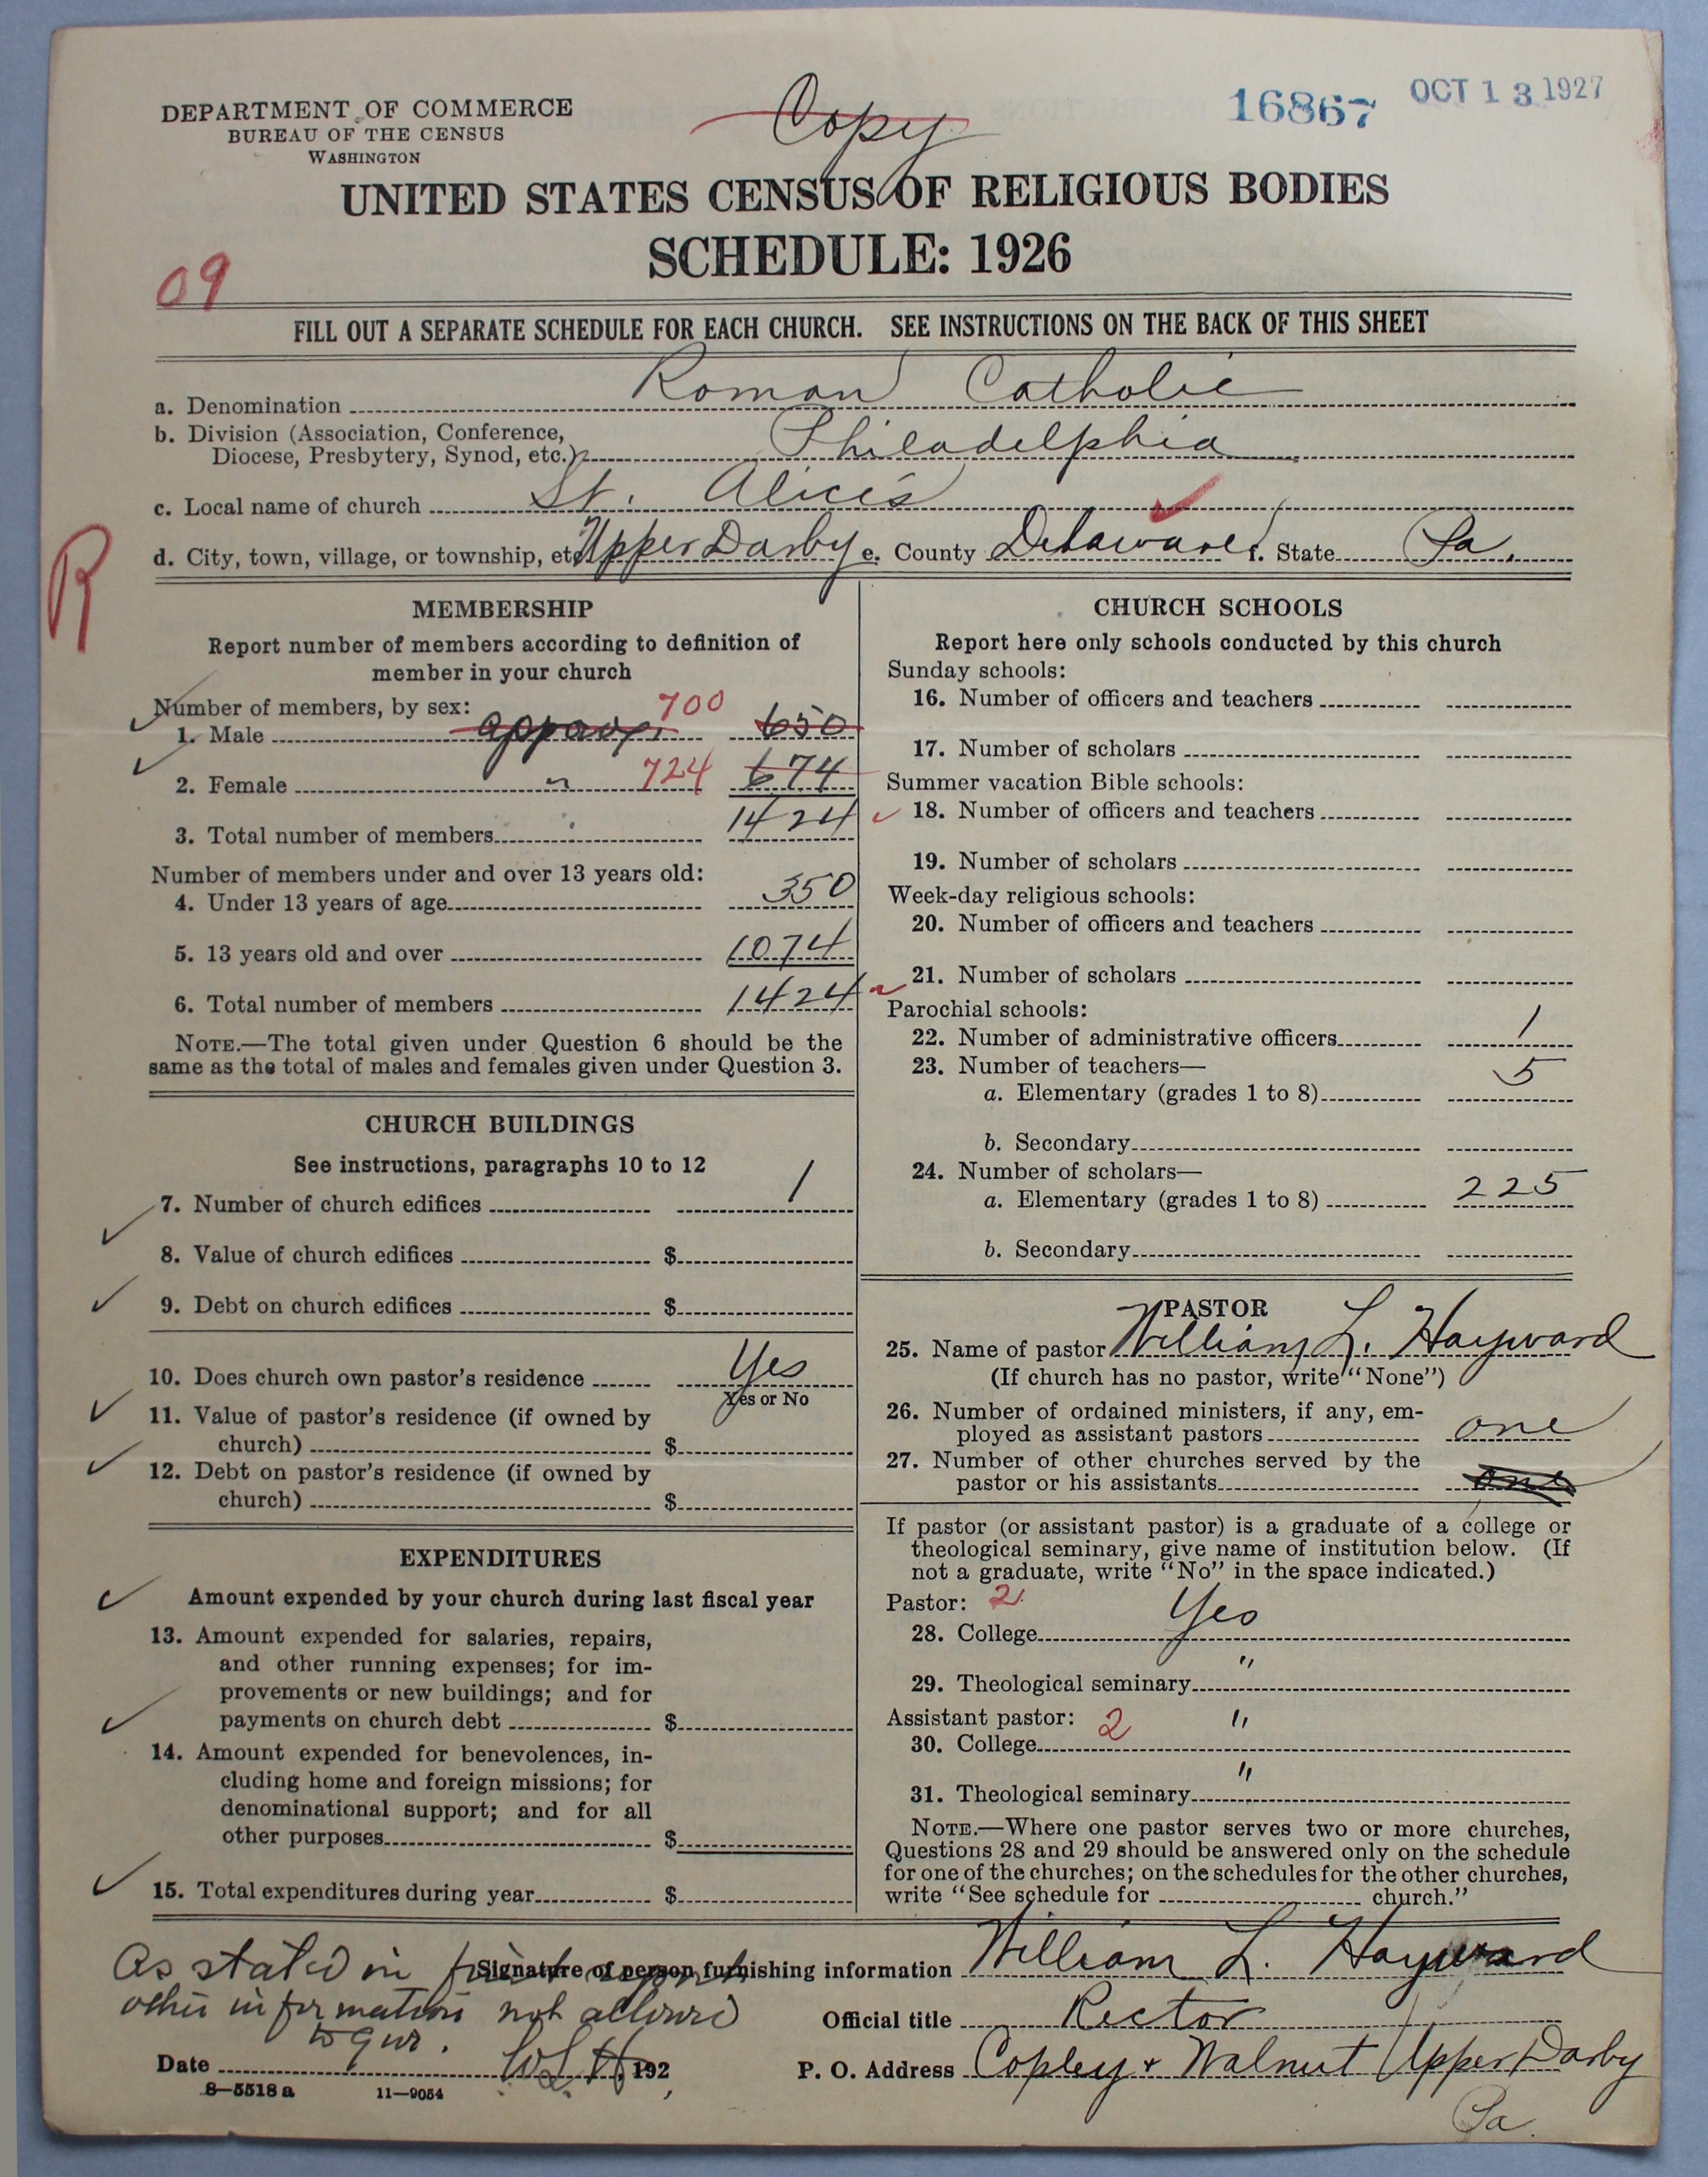 DEPARTMENT OF COMMERCE
BUREAU OF THE CENSUS
WASHINGTON
Copy
16867
OCT 13 1927
UNITED STATES CENSUS OF RELIGIOUS BODIES
SCHEDULE: 1926
09
FILL OUT A SEPARATE SCHEDULE FOR EACH CHURCH. SEE INSTRUCTIONS ON THE BACK OF THIS SHEET
a. Denomination Roman Catholic
b. Division (Association, Conference,
Diocese, Presbytery, Synod, etc.) Philadelphia
c. Local name of church St. Alice's
R
d. City, town, village, or township, etc. Upper Darby e. County Delaware f. State Pa.
MEMBERSHIP
Report number of members according to definition of
member in your church
Number of members, by sex:
1. Male approx. 700 650
2. Female " 724 674
3. Total number of members 1424
Number of members under and over 13 years old:
4. Under 13 years of age 350
5. 13 years old and over 1074
6. Total number of members 1424
NOTE.—The total given under Question 6 should be the
same as the total of males and females given under Question 3.
CHURCH BUILDINGS
See instructions, paragraphs 10 to 12
7. Number of church edifices 1
8. Value of church edifices $
9. Debt on church edifices $
10. Does church own pastor's residence Yes
Yes or No
11. Value of pastor's residence (if owned by
church) $
12. Debt on pastor's residence (if owned by
church) $
EXPENDITURES
Amount expended by your church during last fiscal year
13. Amount expended for salaries, repairs,
and other running expenses; for im-
provements or new buildings; and for
payments on church debt $
14. Amount expended for benevolences, in-
cluding home and foreign missions; for
denominational support; and for all
other purposes $
15. Total expenditures during year $
CHURCH SCHOOLS
Report here only schools conducted by this church
Sunday schools:
16. Number of officers and teachers
17. Number of scholars
Summer vacation Bible schools:
18. Number of officers and teachers
19. Number of scholars
Week-day religious schools:
20. Number of officers and teachers
21. Number of scholars
Parochial schools:
22. Number of administrative officers 1
23. Number of teachers—
a. Elementary (grades 1 to 8) 5
b. Secondary
24. Number of scholars—
a. Elementary (grades 1 to 8) 225
b. Secondary
PASTOR
25. Name of pastor William L. Hayward
(If church has no pastor, write "None")
26. Number of ordained ministers, if any, em-
ployed as assistant pastors one
27. Number of other churches served by the
pastor or his assistants one
If pastor (or assistant pastor) is a graduate of a college or
theological seminary, give name of institution below. (If
not a graduate, write "No" in the space indicated.)
Pastor: 2
28. College Yes
29. Theological seminary "
Assistant pastor: 2
30. College "
31. Theological seminary "
NOTE.—Where one pastor serves two or more churches,
Questions 28 and 29 should be answered only on the schedule
for one of the churches; on the schedules for the other churches,
write "See schedule for church."
As stated in first report
other information not allowed
to give.
W L H
Signature of person furnishing information William L. Hayward
Official title Rector
Date , 192
P. O. Address Copley + Walnut Upper Darby
Pa.
8—5518 a 11—9054